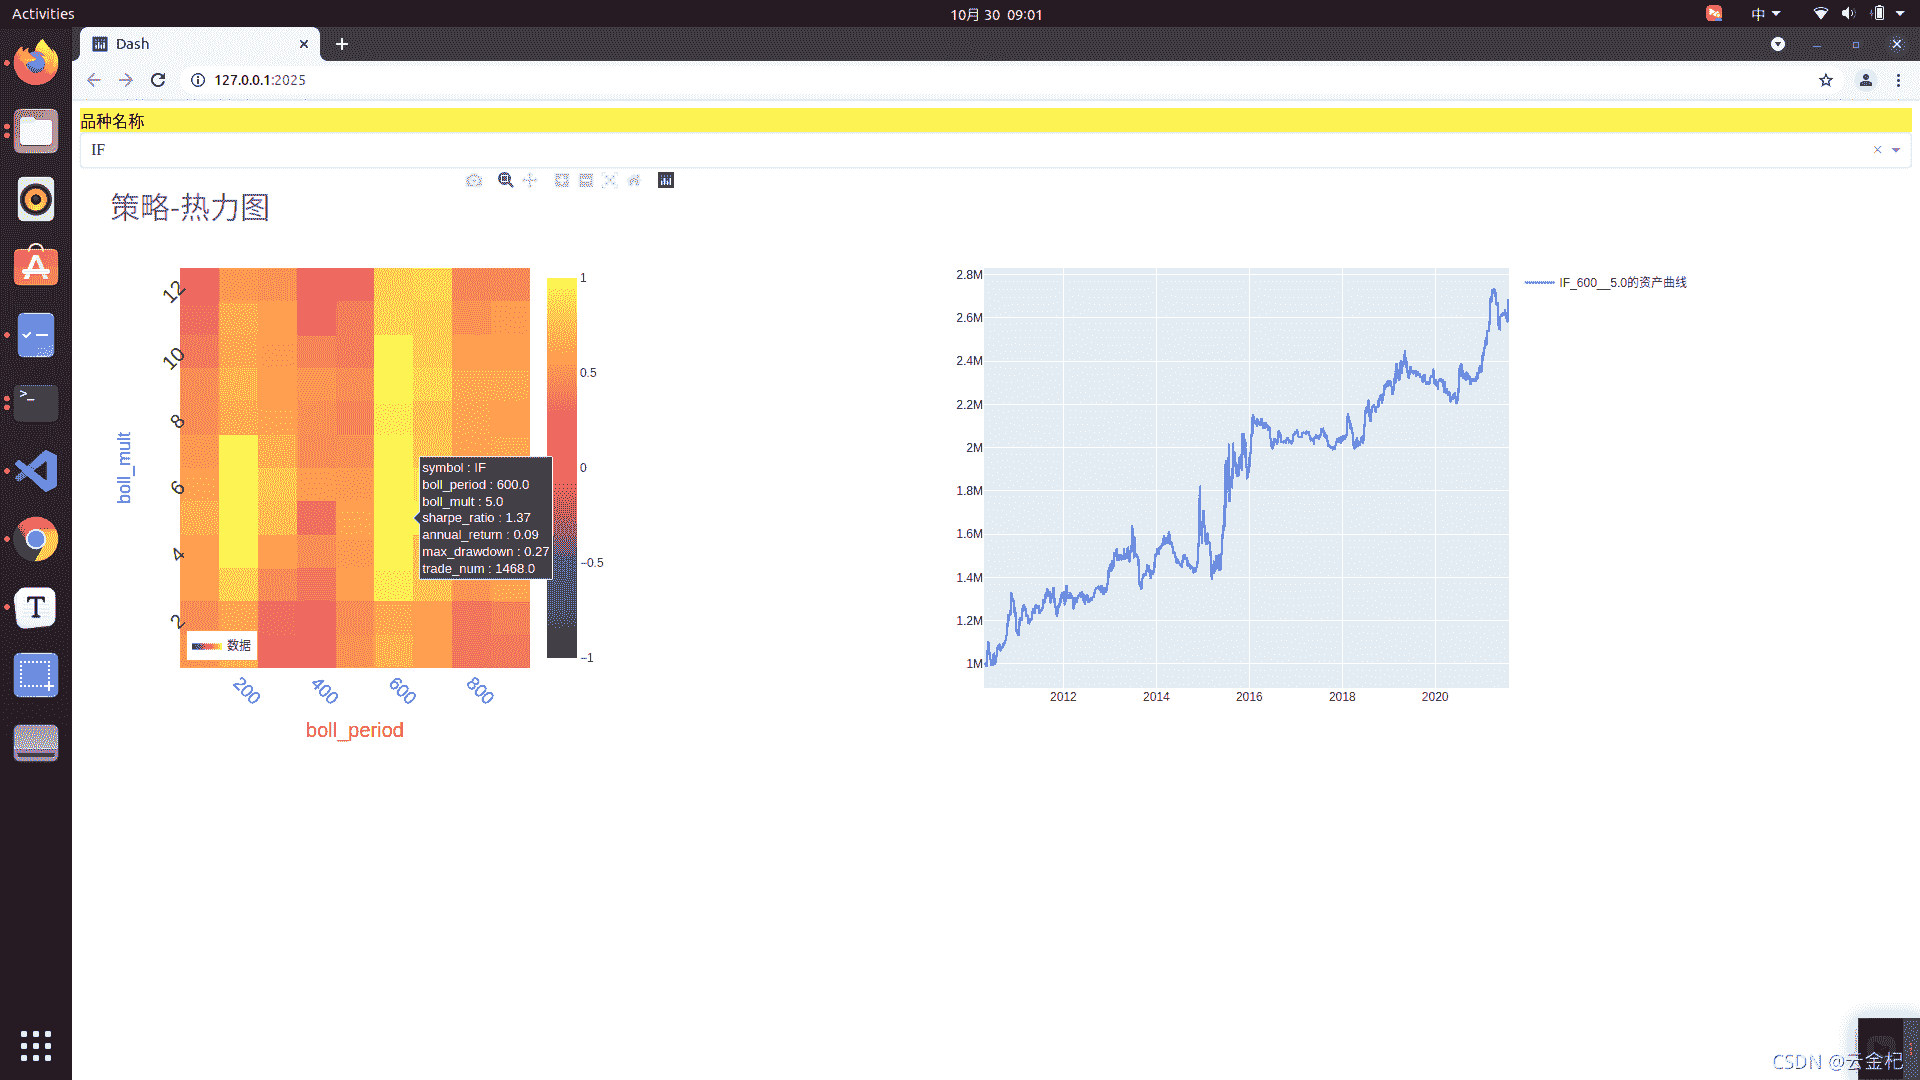 Activities
10月 30 09:01
中
Dash
127.0.0.1:2025
品种名称
IF
策略-热力图
12
10
8
6
4
2
boll_mult
200
400
600
800
boll_period
数据
1
0.5
0
−0.5
−1
symbol : IF
boll_period : 600.0
boll_mult : 5.0
sharpe_ratio : 1.37
annual_return : 0.09
max_drawdown : 0.27
trade_num : 1468.0
2.8M
2.6M
2.4M
2.2M
2M
1.8M
1.6M
1.4M
1.2M
1M
2012
2014
2016
2018
2020
IF_600__5.0的资产曲线
>_
T
CSDN @云金杞